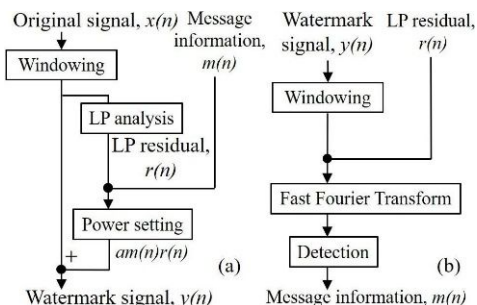 Original signal, x(n)
Message
information,
m(n)
Windowing
LP analysis
LP residual,
r(n)
Power setting
am(n)r(n)
+
(a)
Watermark signal, y(n)
Watermark
signal, y(n)
LP residual,
r(n)
Windowing
Fast Fourier Transform
Detection
(b)
Message information, m(n)